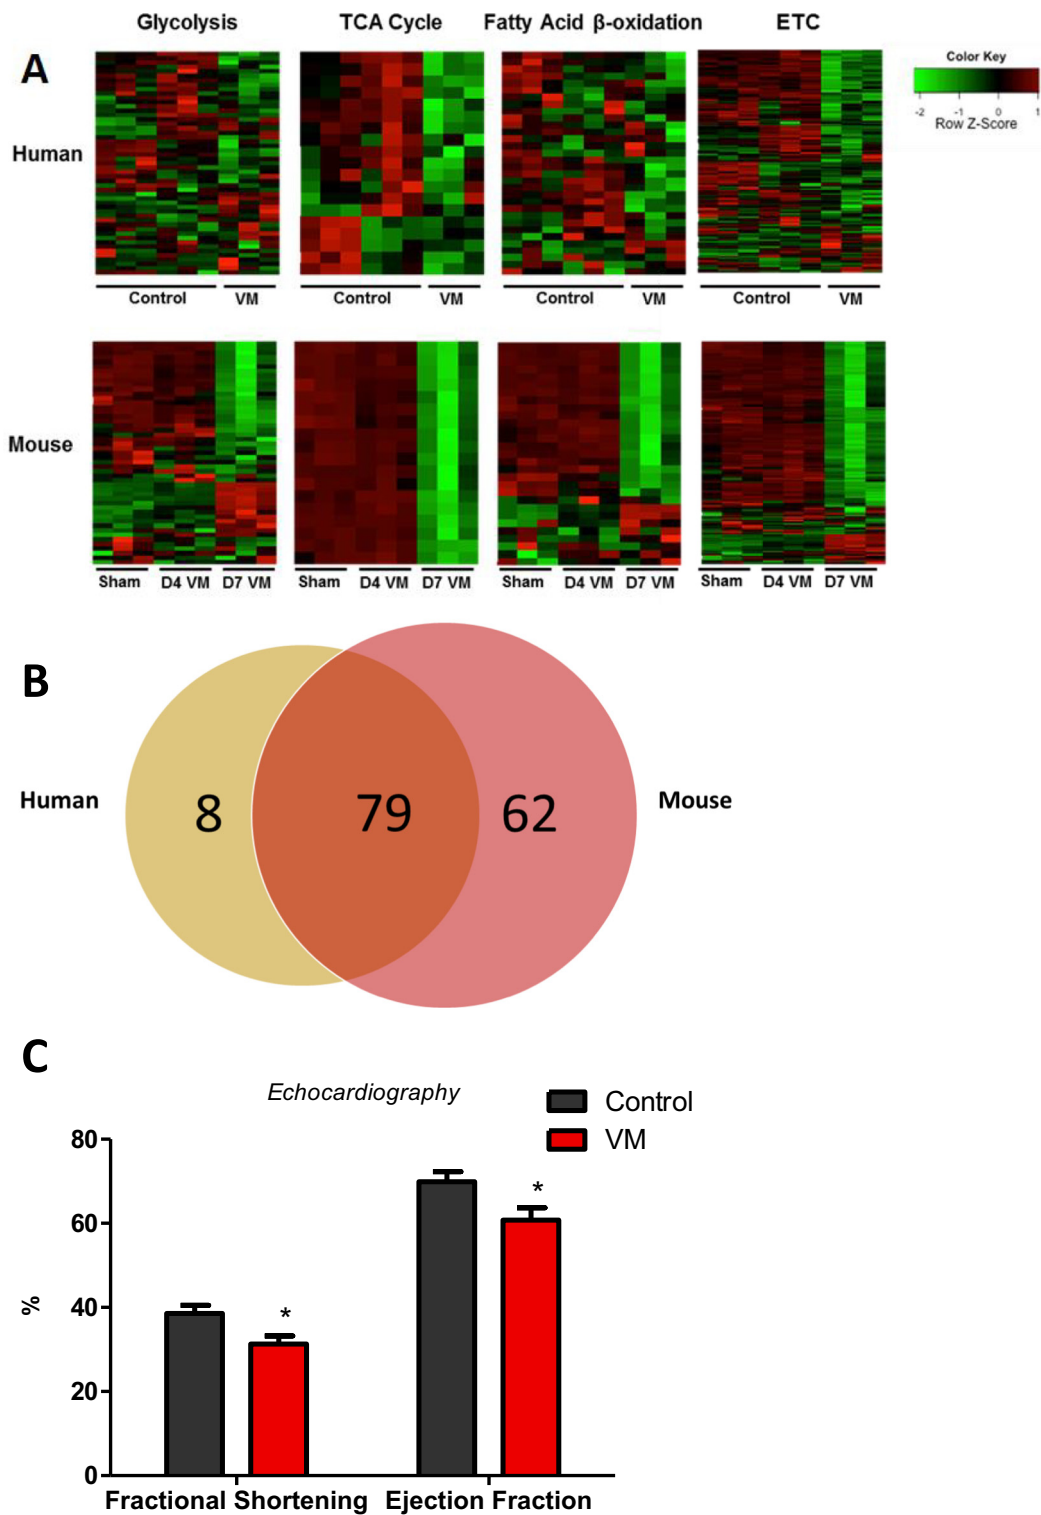 Glycolysis TCA Cycle Fatty Acid β-oxidation ETC
A
Color Key
-2 -1 0 1
Row Z-Score
Human
Control VM Control VM Control VM Control VM
Mouse
Sham D4 VM D7 VM Sham D4 VM D7 VM Sham D4 VM D7 VM Sham D4 VM D7 VM
B
Human 8 79 62 Mouse
C
Echocardiography
Control
VM
80
60
40
20
0
%
* *
Fractional Shortening Ejection Fraction